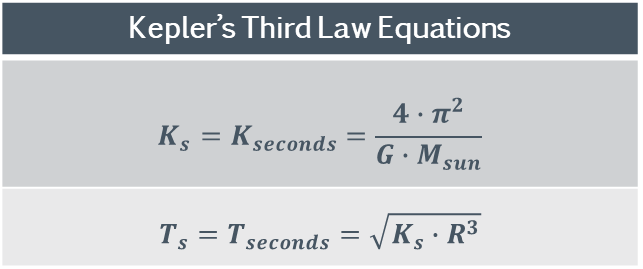 Kepler's Third Law Equations
K_s = K_seconds = (4 · π²) / (G · M_sun)
T_s = T_seconds = √(K_s · R³)